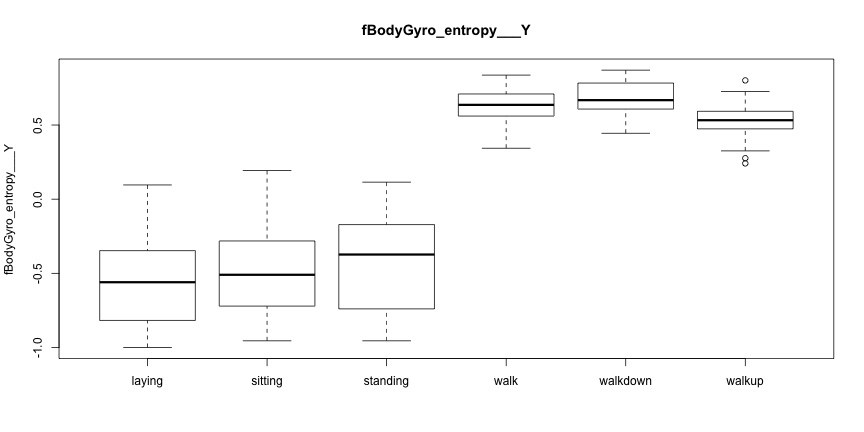 fBodyGyro_entropy___Y
fBodyGyro_entropy___Y
0.5
0.0
-0.5
-1.0
laying sitting standing walk walkdown walkup